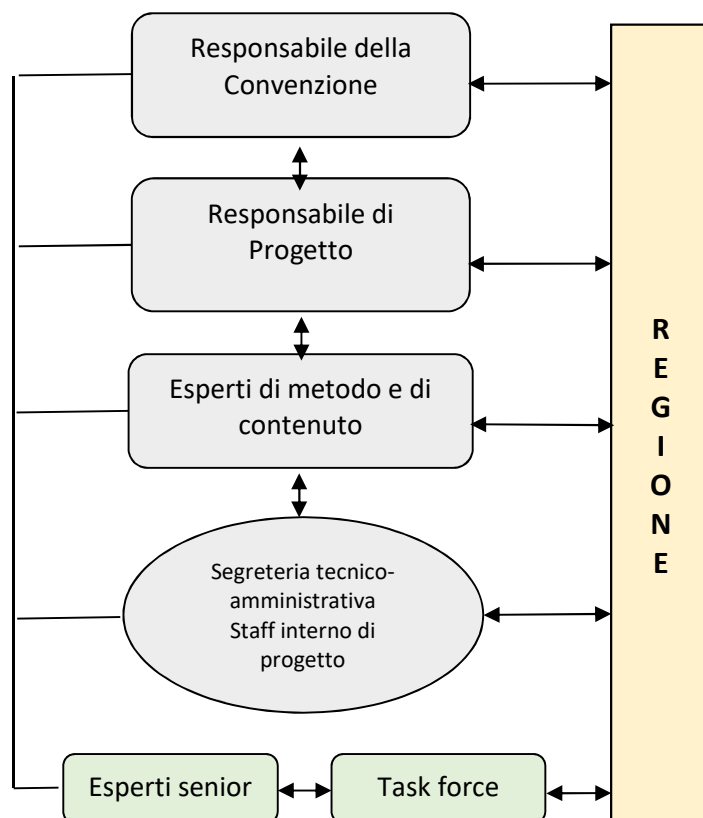 Responsabile della
Convenzione
Responsabile di
Progetto
Esperti di metodo e di
contenuto
Segreteria tecnico-
amministrativa
Staff interno di
progetto
Esperti senior
Task force
R
E
G
I
O
N
E